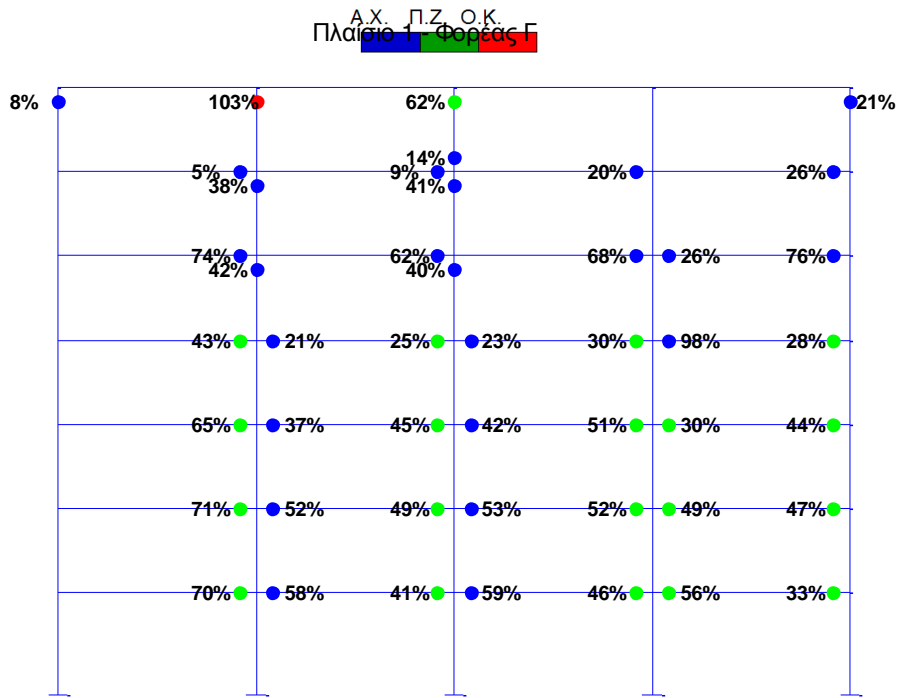 Α.Χ. Π.Ζ. Ο.Κ.
Πλαίσιο 1 - Φορέας Γ
8% 103% 62% 21%
14%
5% 9% 20% 26%
38% 41%
74% 62% 68% 26% 76%
42% 40%
43% 21% 25% 23% 30% 98% 28%
65% 37% 45% 42% 51% 30% 44%
71% 52% 49% 53% 52% 49% 47%
70% 58% 41% 59% 46% 56% 33%